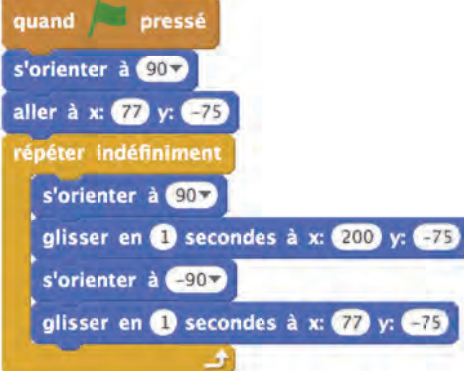 quand pressé
s'orienter à 90
aller à x: 77 y: -75
répéter indéfiniment
s'orienter à 90
glisser en 1 secondes à x: 200 y: -75
s'orienter à -90
glisser en 1 secondes à x: 77 y: -75